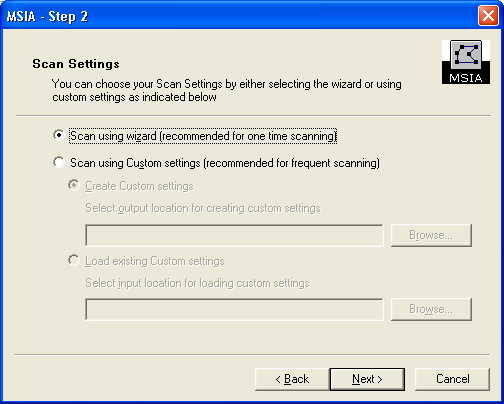 MSIA - Step 2
Scan Settings
You can choose your Scan Settings by either selecting the wizard or using
custom settings as indicated below
MSIA
Scan using wizard (recommended for one time scanning)
Scan using Custom settings (recommended for frequent scanning)
Create Custom settings
Select output location for creating custom settings
Browse...
Load existing Custom settings
Select input location for loading custom settings
Browse...
< Back
Next >
Cancel